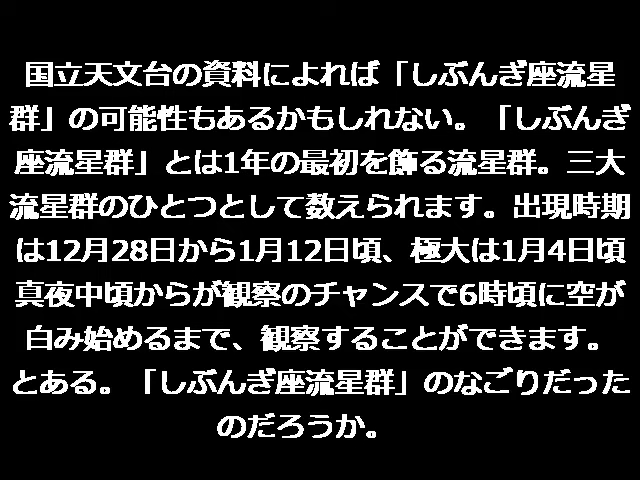 国立天文台の資料によれば「しぶんぎ座流星
群」の可能性もあるかもしれない。「しぶんぎ
座流星群」とは1年の最初を飾る流星群。三大
流星群のひとつとして数えられます。出現時期
は12月28日から1月12日頃、極大は1月4日頃
真夜中頃からが観察のチャンスで6時頃に空が
白み始めるまで、観察することができます。
とある。「しぶんぎ座流星群」のなごりだった
のだろうか。